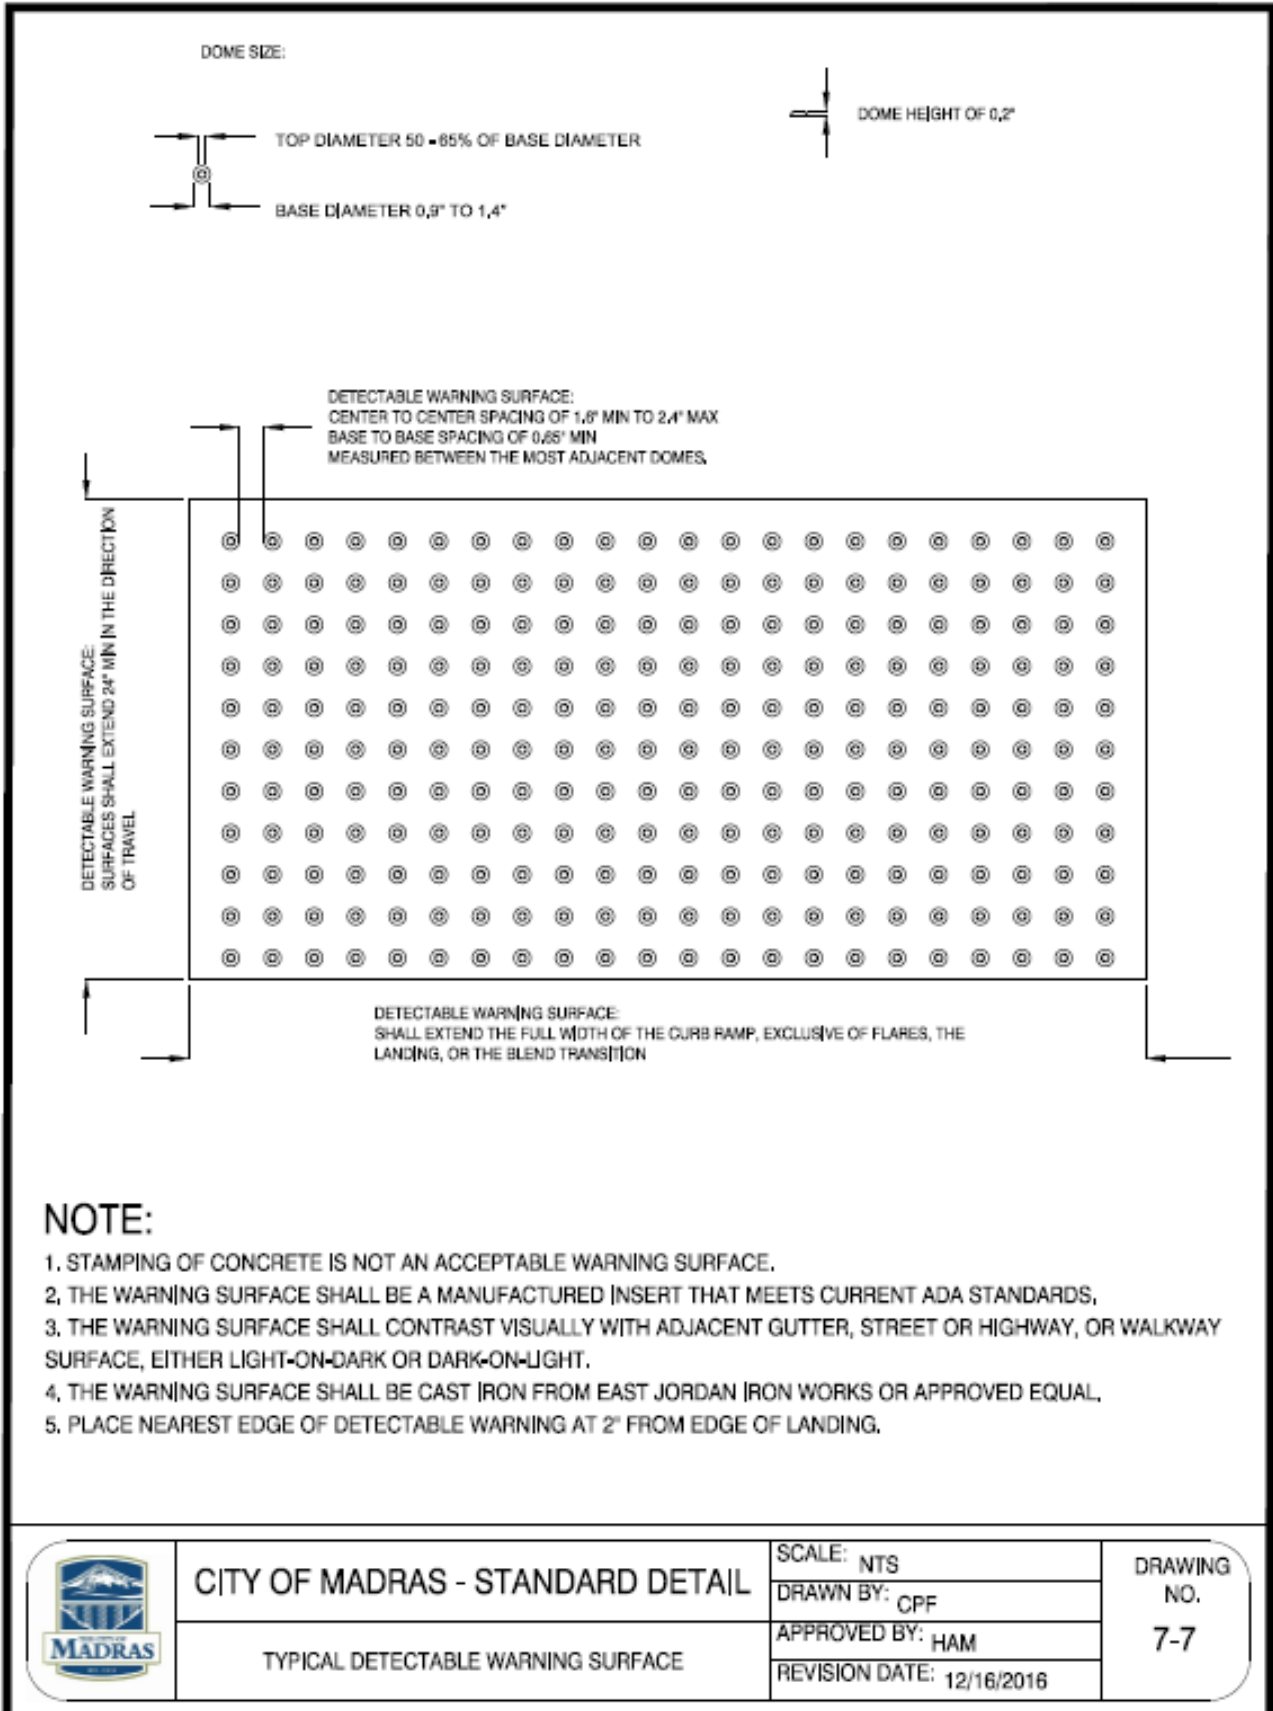 DOME SIZE:
DOME HEIGHT OF 0.2"
TOP DIAMETER 50 - 65% OF BASE DIAMETER
BASE DIAMETER 0.9" TO 1.4"
DETECTABLE WARNING SURFACE:
CENTER TO CENTER SPACING OF 1.6" MIN TO 2.4" MAX
BASE TO BASE SPACING OF 0.65" MIN
MEASURED BETWEEN THE MOST ADJACENT DOMES.
DETECTABLE WARNING SURFACE:
SURFACES SHALL EXTEND 24" MIN IN THE DIRECTION
OF TRAVEL
DETECTABLE WARNING SURFACE:
SHALL EXTEND THE FULL WIDTH OF THE CURB RAMP, EXCLUSIVE OF FLARES, THE
LANDING, OR THE BLEND TRANSITION
NOTE:
1. STAMPING OF CONCRETE IS NOT AN ACCEPTABLE WARNING SURFACE.
2. THE WARNING SURFACE SHALL BE A MANUFACTURED INSERT THAT MEETS CURRENT ADA STANDARDS.
3. THE WARNING SURFACE SHALL CONTRAST VISUALLY WITH ADJACENT GUTTER, STREET OR HIGHWAY, OR WALKWAY
SURFACE, EITHER LIGHT-ON-DARK OR DARK-ON-LIGHT.
4. THE WARNING SURFACE SHALL BE CAST IRON FROM EAST JORDAN IRON WORKS OR APPROVED EQUAL.
5. PLACE NEAREST EDGE OF DETECTABLE WARNING AT 2" FROM EDGE OF LANDING.
MADRAS
CITY OF MADRAS - STANDARD DETAIL
TYPICAL DETECTABLE WARNING SURFACE
SCALE: NTS
DRAWN BY: CPF
APPROVED BY: HAM
REVISION DATE: 12/16/2016
DRAWING
NO.
7-7